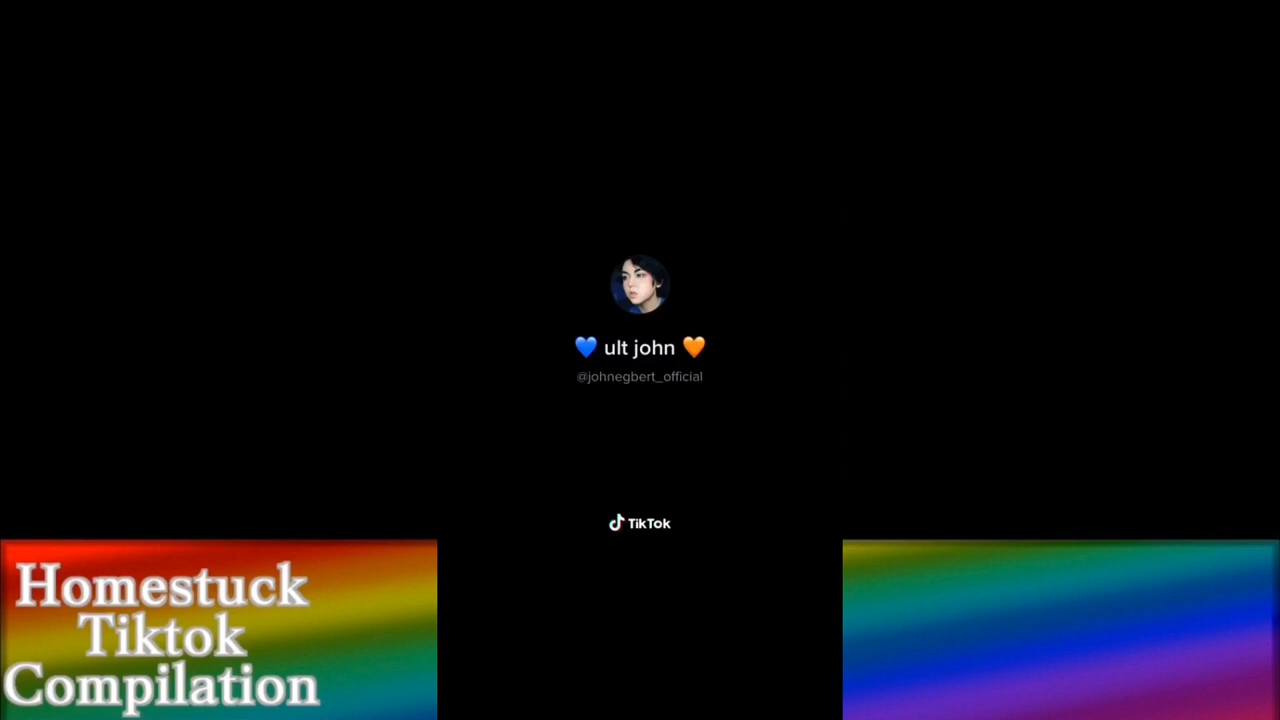 💙 ult john 🧡
@johnegbert_official
TikTok
Homestuck
Tiktok
Compilation